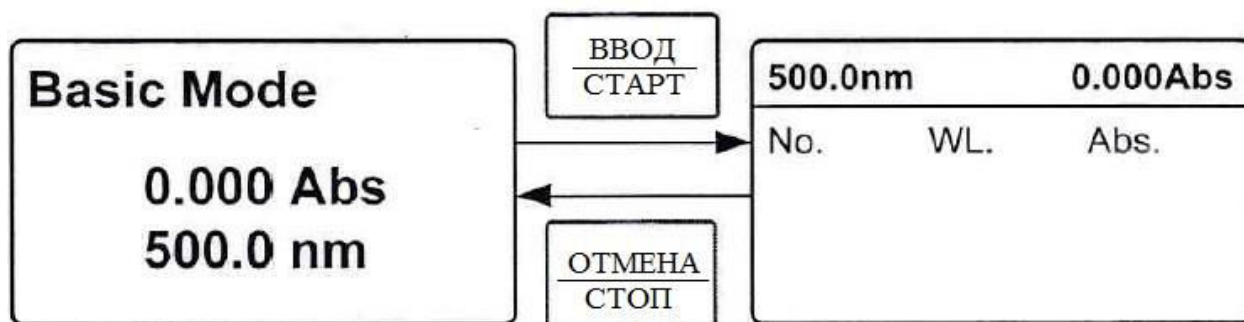 Basic Mode
0.000 Abs
500.0 nm
ВВОД
СТАРТ
ОТМЕНА
СТОП
500.0nm 0.000Abs
No. WL. Abs.